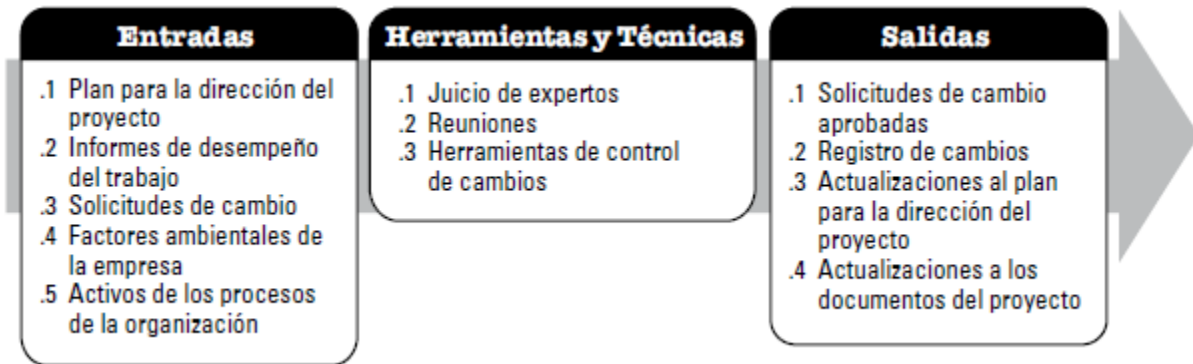 Entradas
.1 Plan para la dirección del
proyecto
.2 Informes de desempeño
del trabajo
.3 Solicitudes de cambio
.4 Factores ambientales de
la empresa
.5 Activos de los procesos
de la organización
Herramientas y Técnicas
.1 Juicio de expertos
.2 Reuniones
.3 Herramientas de control
de cambios
Salidas
.1 Solicitudes de cambio
aprobadas
.2 Registro de cambios
.3 Actualizaciones al plan
para la dirección del
proyecto
.4 Actualizaciones a los
documentos del proyecto